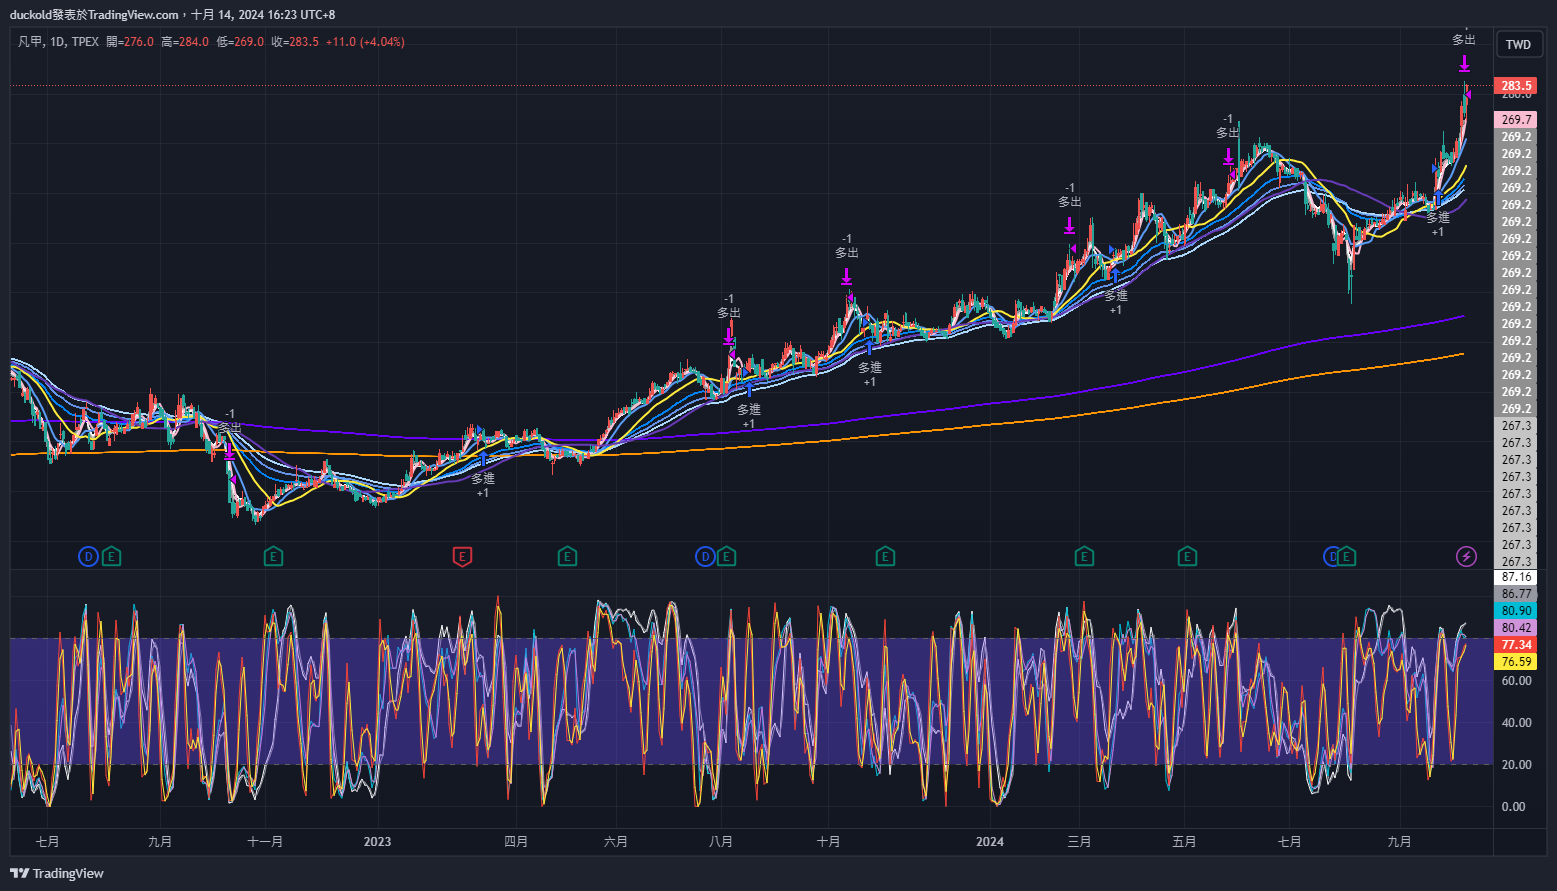 duckold發表於TradingView.com，十月 14, 2024 16:23 UTC+8
凡甲, 1D, TPEX 開=276.0 高=284.0 低=269.0 收=283.5 +11.0 (+4.04%)
TWD
多出
283.5
-1
多出
269.7
269.2
269.2
269.2
269.2
-1
多出
269.2
269.2
269.2
269.2
多進
+1
-1
多出
269.2
269.2
269.2
269.2
多進
+1
-1
多出
269.2
269.2
269.2
269.2
多進
+1
269.2
-1
多出
多進
+1
267.3
267.3
267.3
267.3
多進
+1
267.3
267.3
267.3
267.3
267.3
D
E
E
E
E
D
E
E
E
E
D
E
87.16
86.77
80.90
80.42
77.34
76.59
60.00
40.00
20.00
0.00
七月 九月 十一月 2023 四月 六月 八月 十月 2024 三月 五月 七月 九月
TradingView